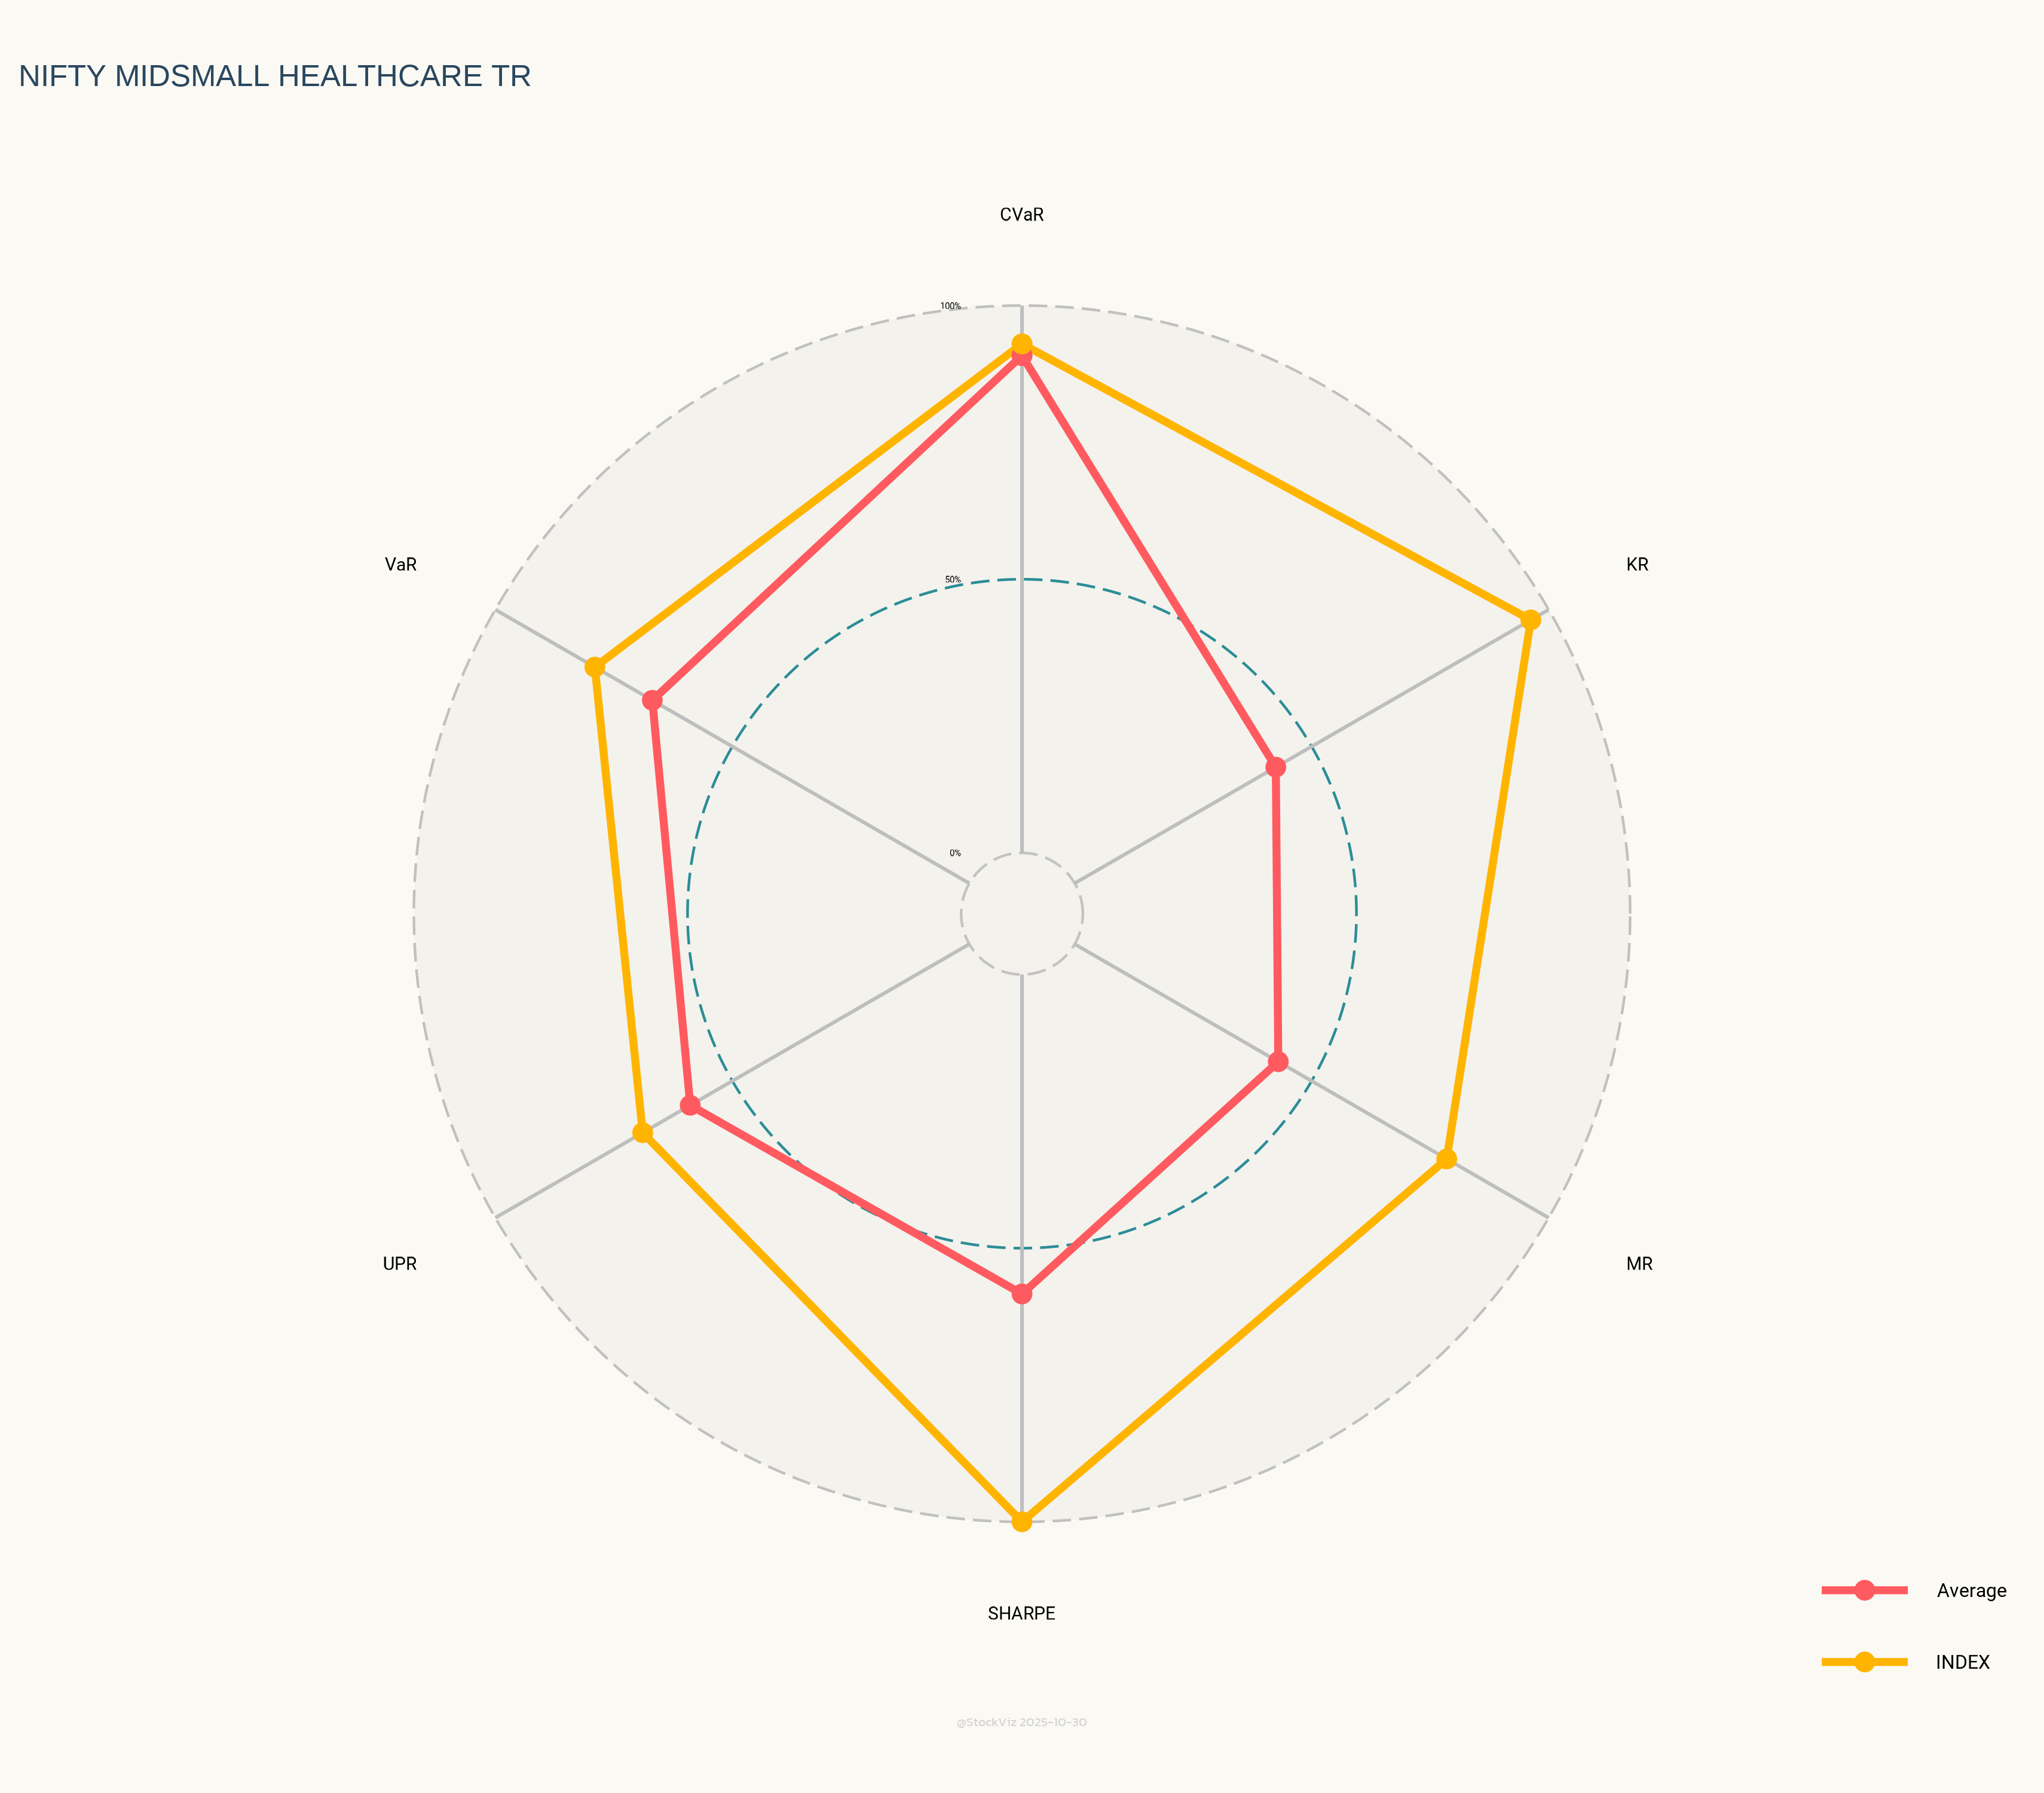 NIFTY MIDSMALL HEALTHCARE TR
CVaR
100%
VaR
KR
50%
0%
UPR
MR
SHARPE
Average
INDEX
@StockViz 2025-10-30